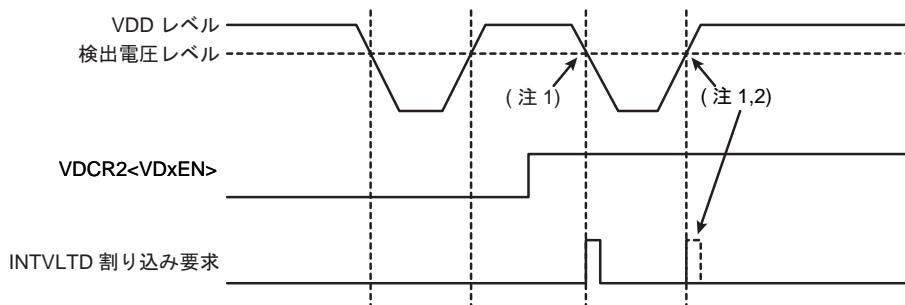 VDD レベル
検出電圧レベル
( 注 1)
( 注 1,2)
VDCR2<VDxEN>
INTVLTD 割り込み要求